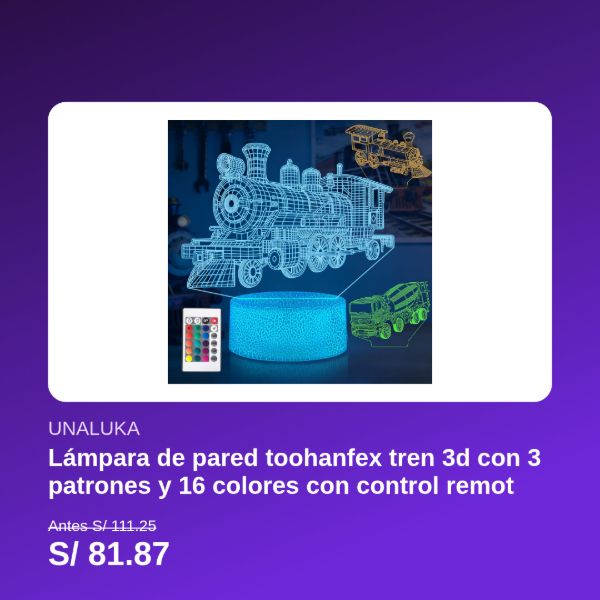 UNALUKA
Lámpara de pared toohanfex tren 3d con 3
patrones y 16 colores con control remot
Antes S/ 111.25
S/ 81.87